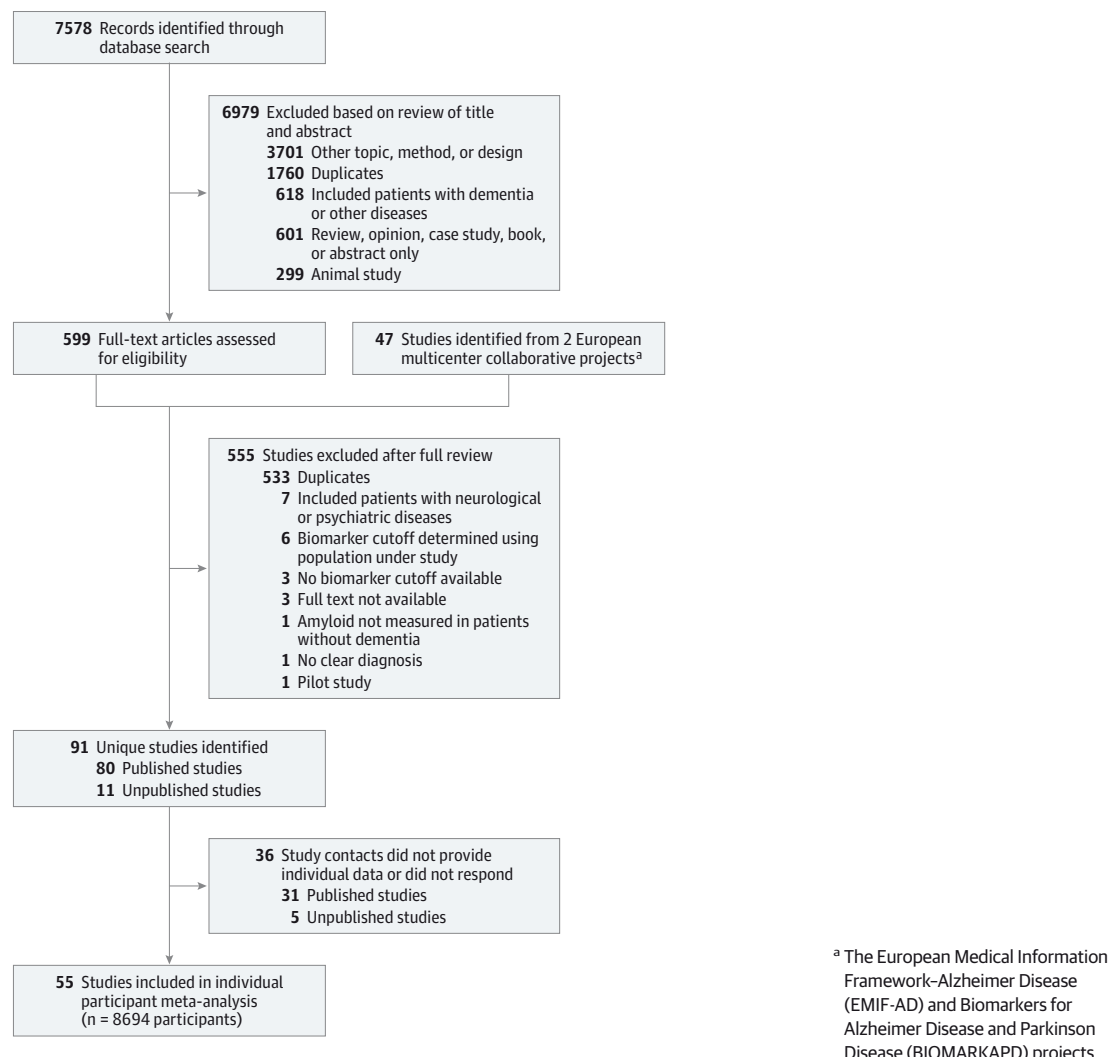 7578 Records identified through
database search
6979 Excluded based on review of title
and abstract
3701 Other topic, method, or design
1760 Duplicates
618 Included patients with dementia
or other diseases
601 Review, opinion, case study, book,
or abstract only
299 Animal study
599 Full-text articles assessed
for eligibility
47 Studies identified from 2 European
multicenter collaborative projectsa
555 Studies excluded after full review
533 Duplicates
7 Included patients with neurological
or psychiatric diseases
6 Biomarker cutoff determined using
population under study
3 No biomarker cutoff available
3 Full text not available
1 Amyloid not measured in patients
without dementia
1 No clear diagnosis
1 Pilot study
91 Unique studies identified
80 Published studies
11 Unpublished studies
36 Study contacts did not provide
individual data or did not respond
31 Published studies
5 Unpublished studies
55 Studies included in individual
participant meta-analysis
(n = 8694 participants)
a The European Medical Information
Framework–Alzheimer Disease
(EMIF-AD) and Biomarkers for
Alzheimer Disease and Parkinson
Disease (BIOMARKAPD) projects